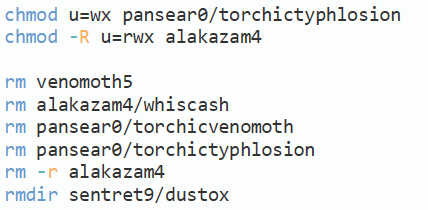 chmod u=wx pansear0/torchictyphlosion
chmod -R u=rwx alakazam4
rm venomoth5
rm alakazam4/whiscash
rm pansear0/torchicvenomoth
rm pansear0/torchictyphlosion
rm -r alakazam4
rmdir sentret9/dustox